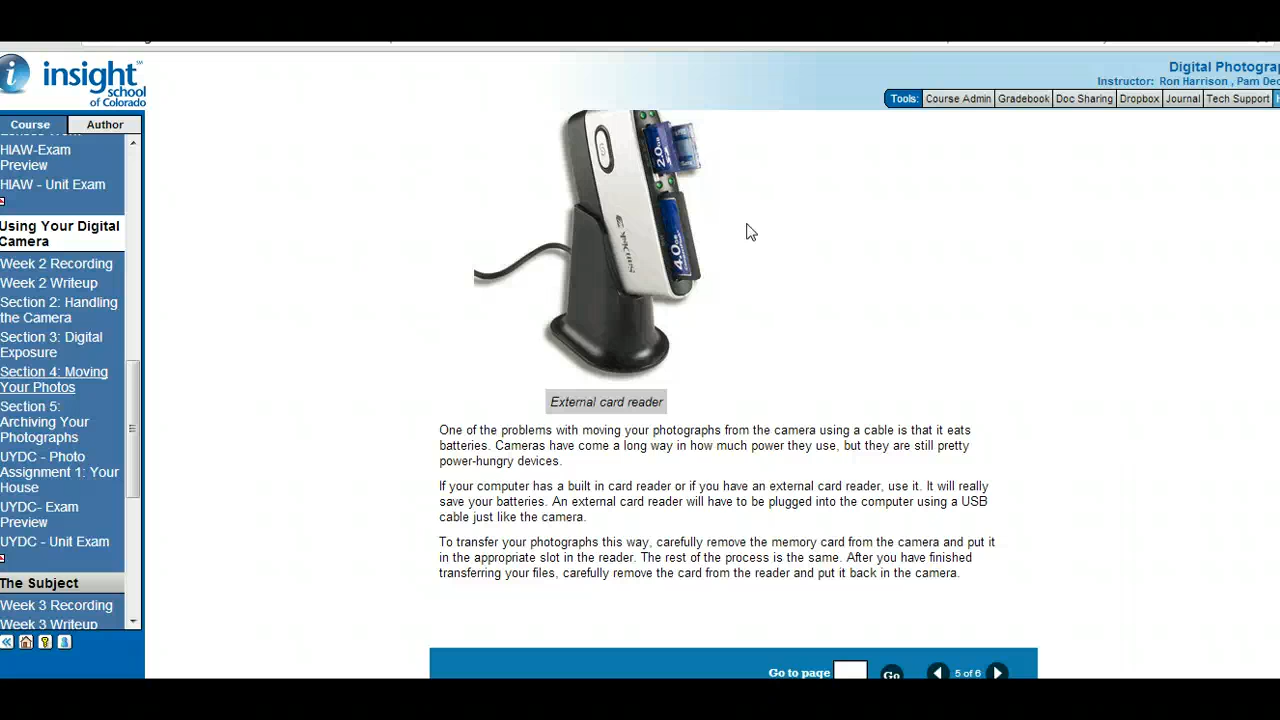 insight
school
of Colorado
Digital Photograp
Instructor: Ron Harrison , Pam Dec
Tools: Course Admin Gradebook Doc Sharing Dropbox Journal Tech Support
Course Author
HIAW-Exam
Preview
HIAW - Unit Exam
Using Your Digital
Camera
Week 2 Recording
Week 2 Writeup
Section 2: Handling
the Camera
Section 3: Digital
Exposure
Section 4: Moving
Your Photos
Section 5:
Archiving Your
Photographs
UYDC - Photo
Assignment 1: Your
House
UYDC- Exam
Preview
UYDC - Unit Exam
The Subject
Week 3 Recording
Week 3 Writeup
2.0GB
4.0GB
External card reader
One of the problems with moving your photographs from the camera using a cable is that it eats
batteries. Cameras have come a long way in how much power they use, but they are still pretty
power-hungry devices.
If your computer has a built in card reader or if you have an external card reader, use it. It will really
save your batteries. An external card reader will have to be plugged into the computer using a USB
cable just like the camera.
To transfer your photographs this way, carefully remove the memory card from the camera and put it
in the appropriate slot in the reader. The rest of the process is the same. After you have finished
transferring your files, carefully remove the card from the reader and put it back in the camera.
Go to page Go 5 of 6